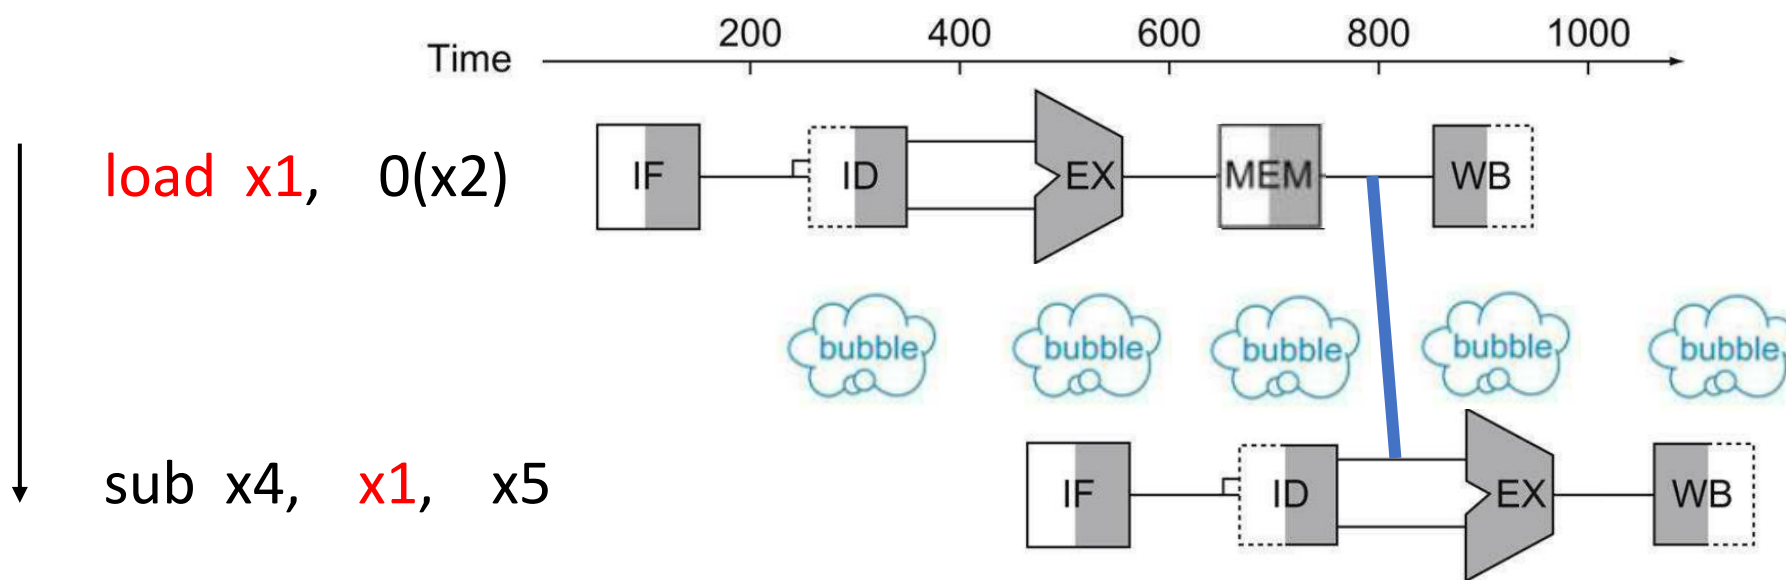 200 400 600 800 1000
Time
load x1, 0(x2)
IF ID EX MEM WB
bubble bubble bubble bubble bubble
sub x4, x1, x5
IF ID EX WB